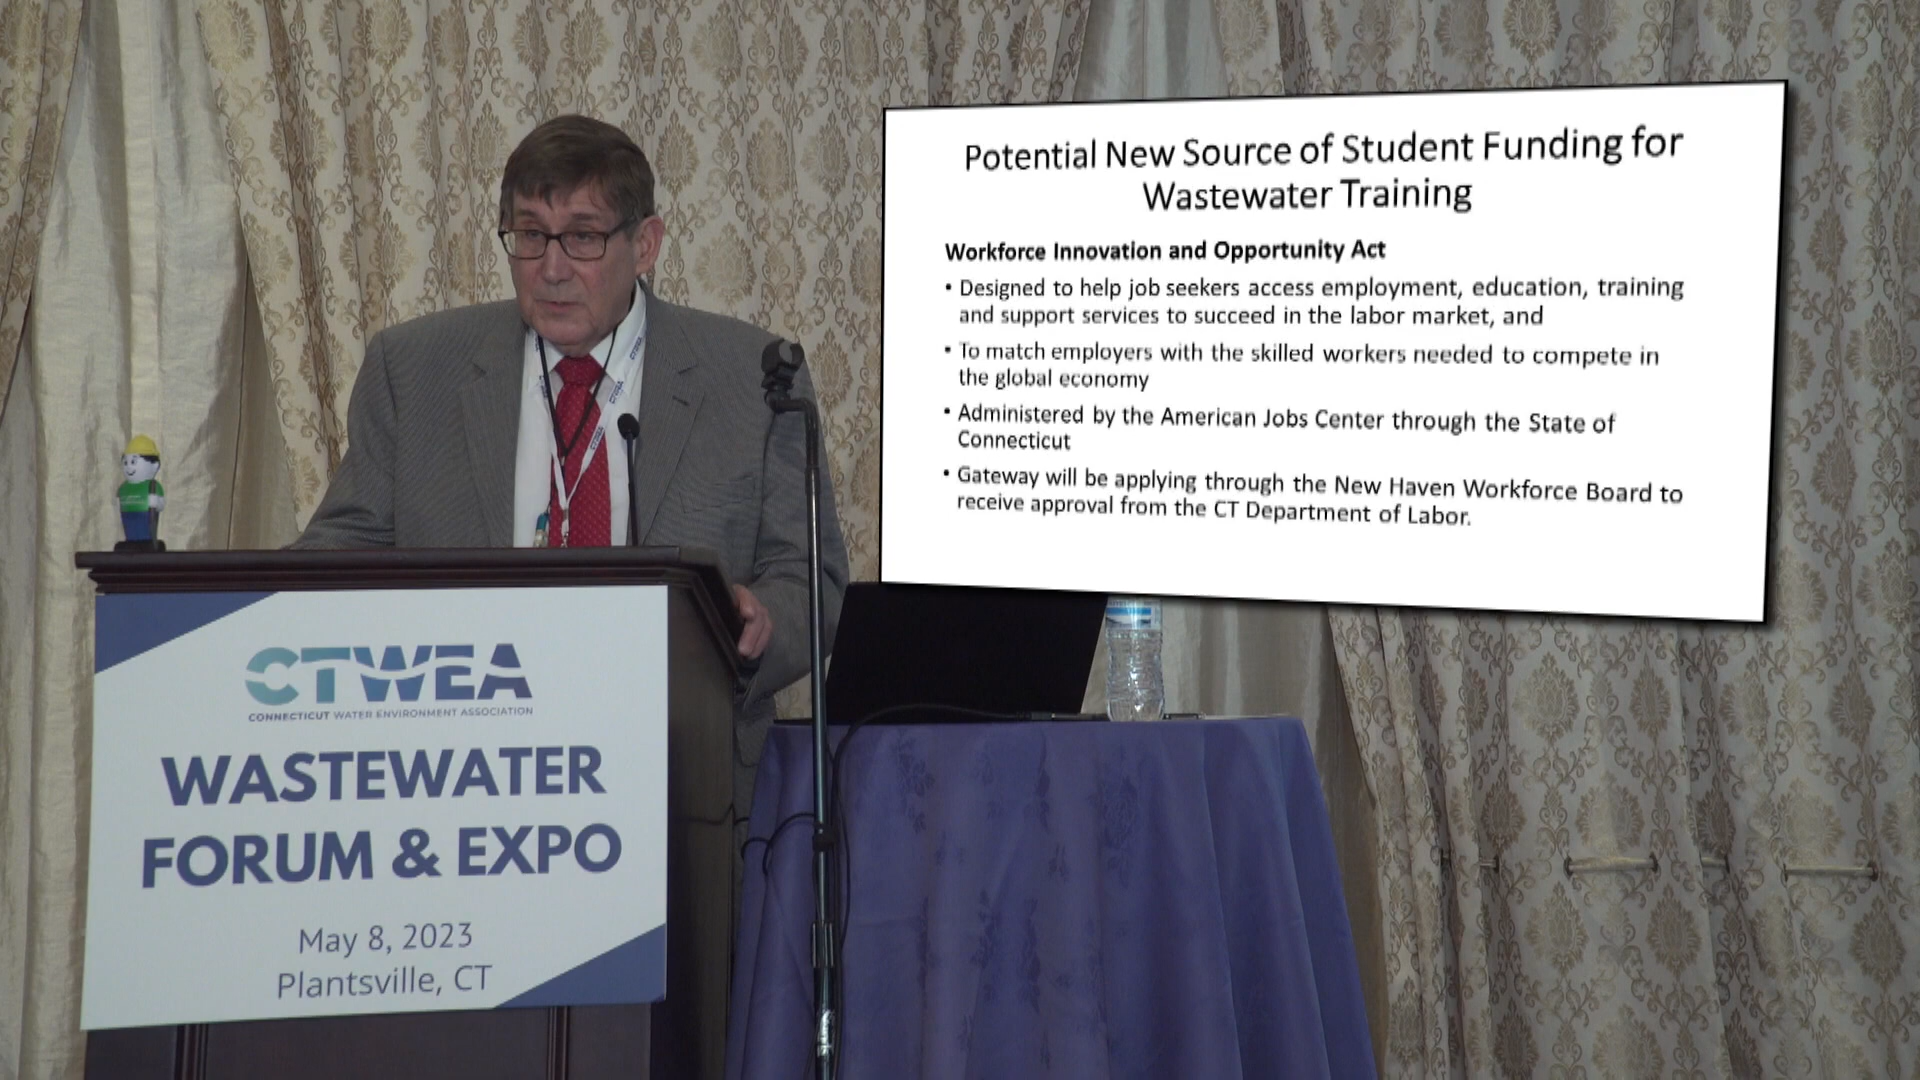 Potential New Source of Student Funding for
Wastewater Training
Workforce Innovation and Opportunity Act
• Designed to help job seekers access employment, education, training
and support services to succeed in the labor market, and
• To match employers with the skilled workers needed to compete in
the global economy
• Administered by the American Jobs Center through the State of
Connecticut
• Gateway will be applying through the New Haven Workforce Board to
receive approval from the CT Department of Labor.
CTWEA
CONNECTICUT WATER ENVIRONMENT ASSOCIATION
WASTEWATER
FORUM & EXPO
May 8, 2023
Plantsville, CT